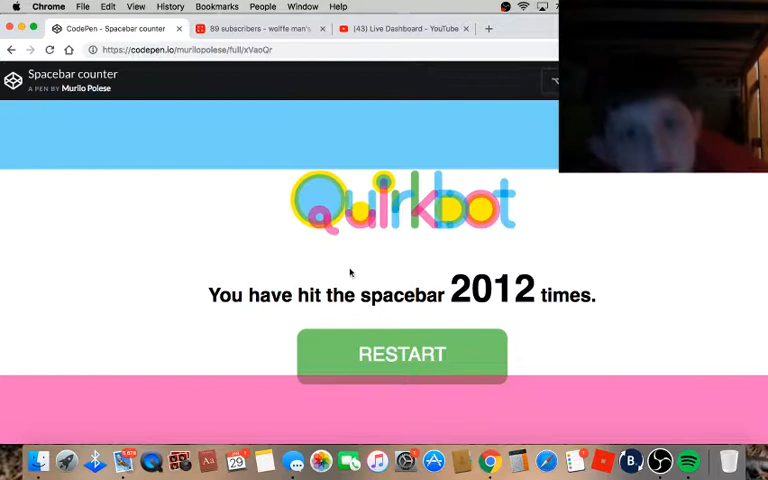 Chrome File Edit View History Bookmarks People Window Help
CodePen - Spacebar counter
89 subscribers - wolffe man's
(43) Live Dashboard - YouTube
https://codepen.io/murilopolese/full/xVaoQr
Spacebar counter
A PEN BY Murilo Polese
Quirkbot
You have hit the spacebar 2012 times.
RESTART
29